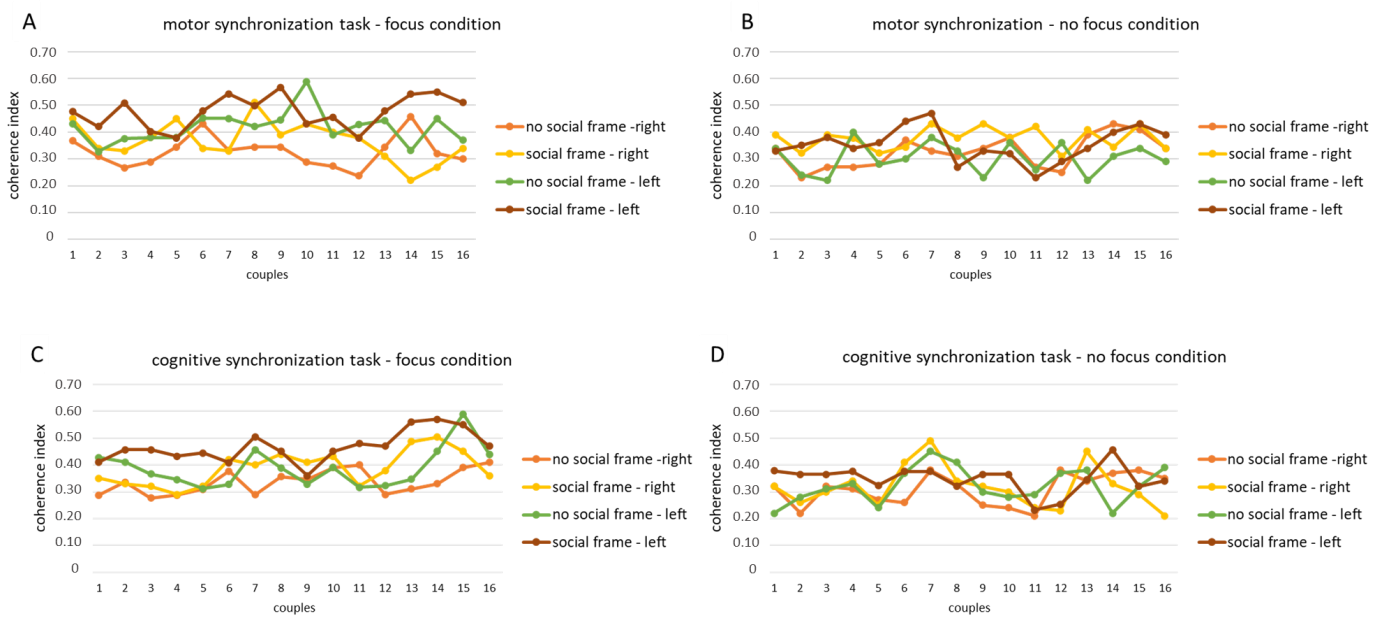 A
motor synchronization task - focus condition
0.70
0.60
0.50
0.40
0.30
0.20
0.10
0
coherence index
1 2 3 4 5 6 7 8 9 10 11 12 13 14 15 16
couples
no social frame -right
social frame - right
no social frame - left
social frame - left
B
motor synchronization - no focus condition
0.70
0.60
0.50
0.40
0.30
0.20
0.10
0
coherence index
1 2 3 4 5 6 7 8 9 10 11 12 13 14 15 16
couples
no social frame -right
social frame - right
no social frame - left
social frame - left
C
cognitive synchronization task - focus condition
0.70
0.60
0.50
0.40
0.30
0.20
0.10
0
coherence index
1 2 3 4 5 6 7 8 9 10 11 12 13 14 15 16
couples
no social frame -right
social frame - right
no social frame - left
social frame - left
D
cognitive synchronization task - no focus condition
0.70
0.60
0.50
0.40
0.30
0.20
0.10
0
coherence index
1 2 3 4 5 6 7 8 9 10 11 12 13 14 15 16
couples
no social frame -right
social frame - right
no social frame - left
social frame - left